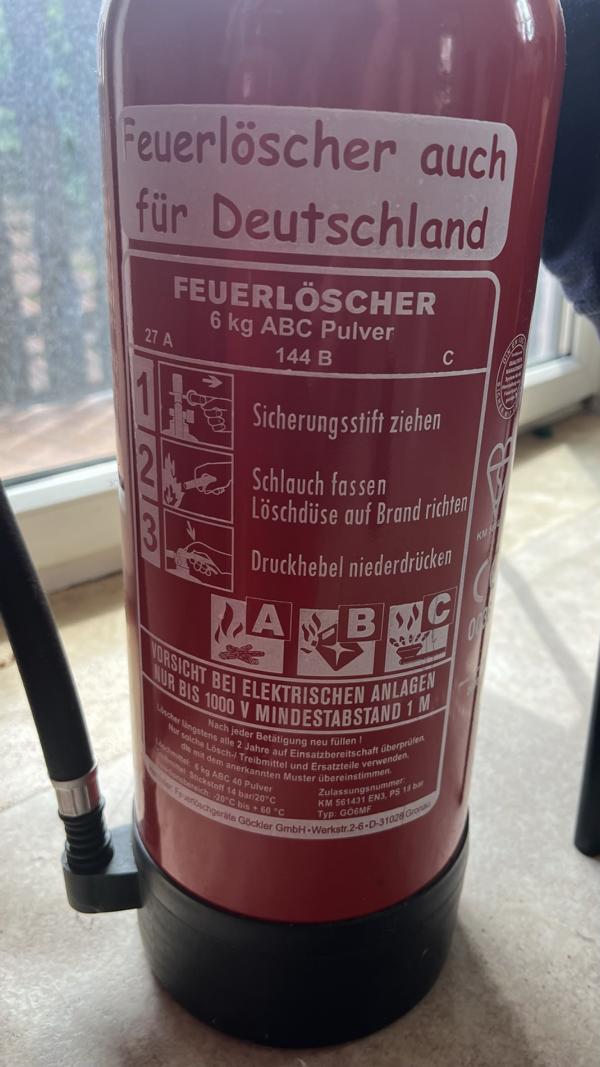 Feuerlöscher auch
für Deutschland
FEUERLÖSCHER
6 kg ABC Pulver
27 A
144 B
C
1
Sicherungsstift ziehen
2
Schlauch fassen
Löschdüse auf Brand richten
3
Druckhebel niederdrücken
A
B
C
VORSICHT BEI ELEKTRISCHEN ANLAGEN
NUR BIS 1000 V MINDESTABSTAND 1 M
Nach jeder Betätigung neu füllen !
Löscher längstens alle 2 Jahre auf Einsatzbereitschaft überprüfen,
Nur solche Lösch-/ Treibmittel und Ersatzteile verwenden,
die mit dem anerkannten Muster übereinstimmen.
Löschmittel: 6 kg ABC 40 Pulver
Stickstoff 14 bar/20°C
-20°C bis + 60 °C
Zulassungsnummer:
KM 561431 EN3, PS 18 bar
Typ: GÖ6MF
Feuerlöschgeräte Göckler GmbH • Werkstr.2-6 • D-31028 Gronau
KM